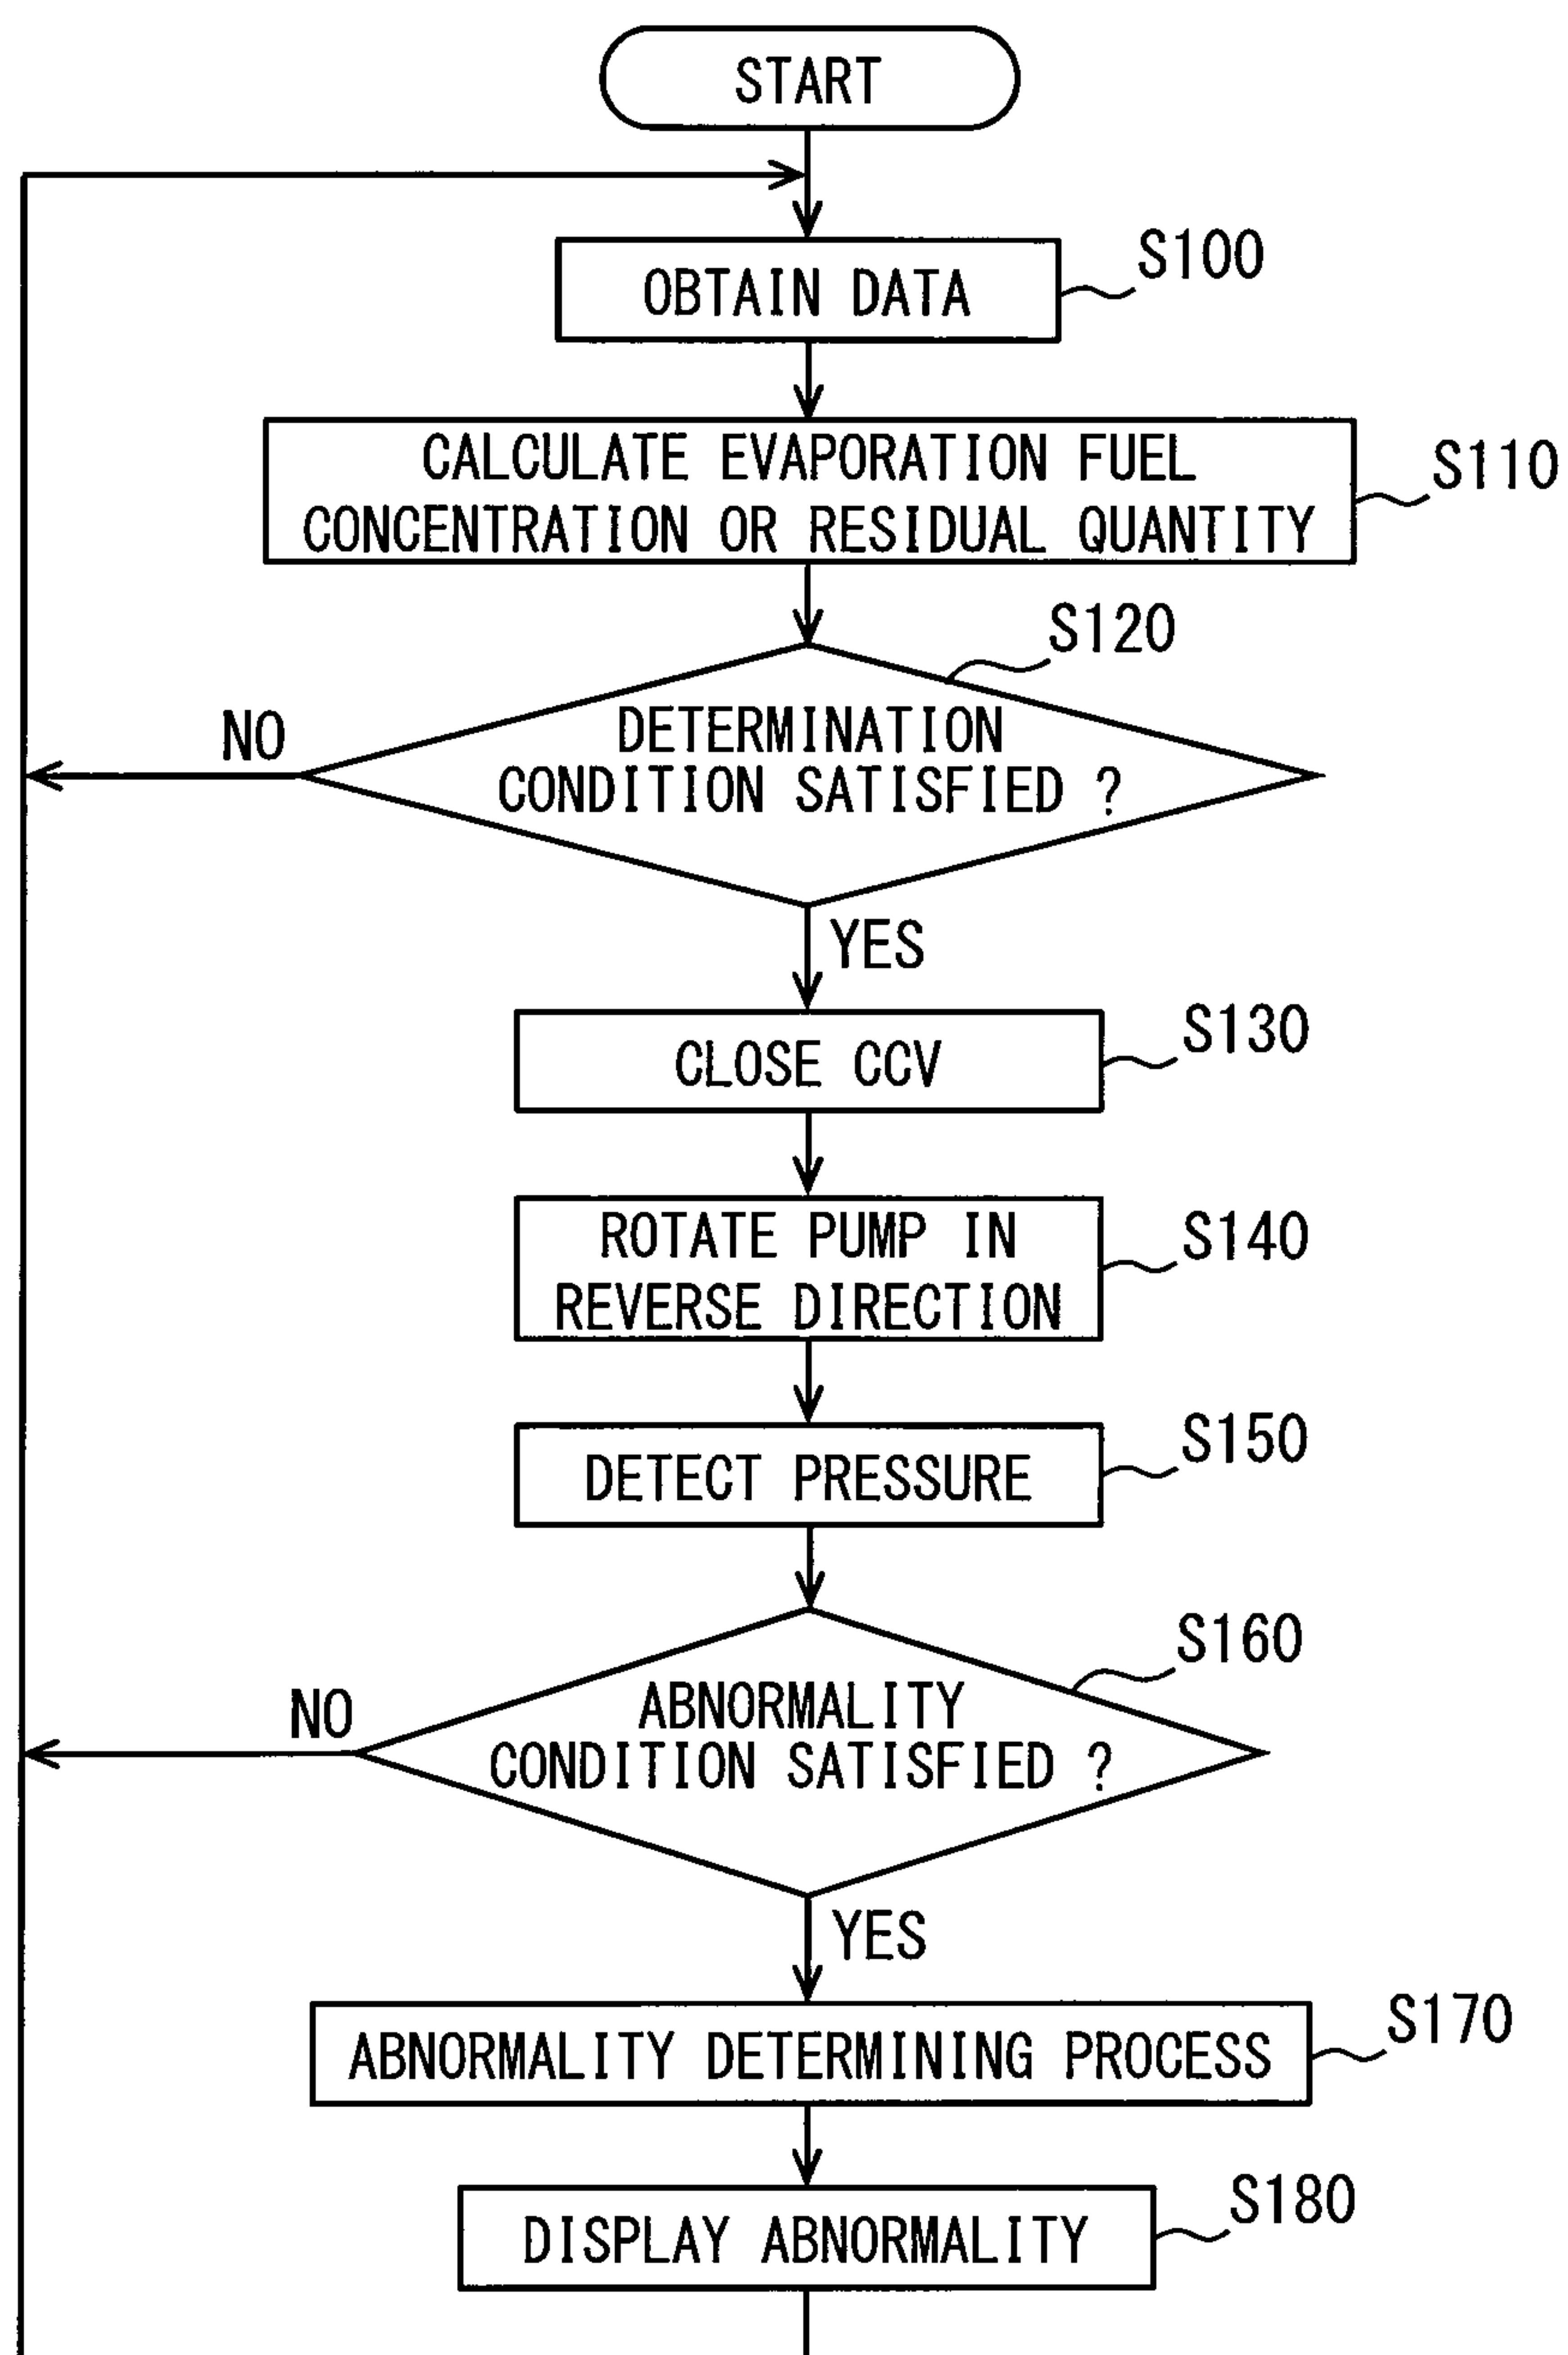 START
S100
OBTAIN DATA
S110
CALCULATE EVAPORATION FUEL
CONCENTRATION OR RESIDUAL QUANTITY
S120
DETERMINATION
CONDITION SATISFIED ?
NO
YES
S130
CLOSE CCV
S140
ROTATE PUMP IN
REVERSE DIRECTION
S150
DETECT PRESSURE
S160
ABNORMALITY
CONDITION SATISFIED ?
NO
YES
S170
ABNORMALITY DETERMINING PROCESS
S180
DISPLAY ABNORMALITY